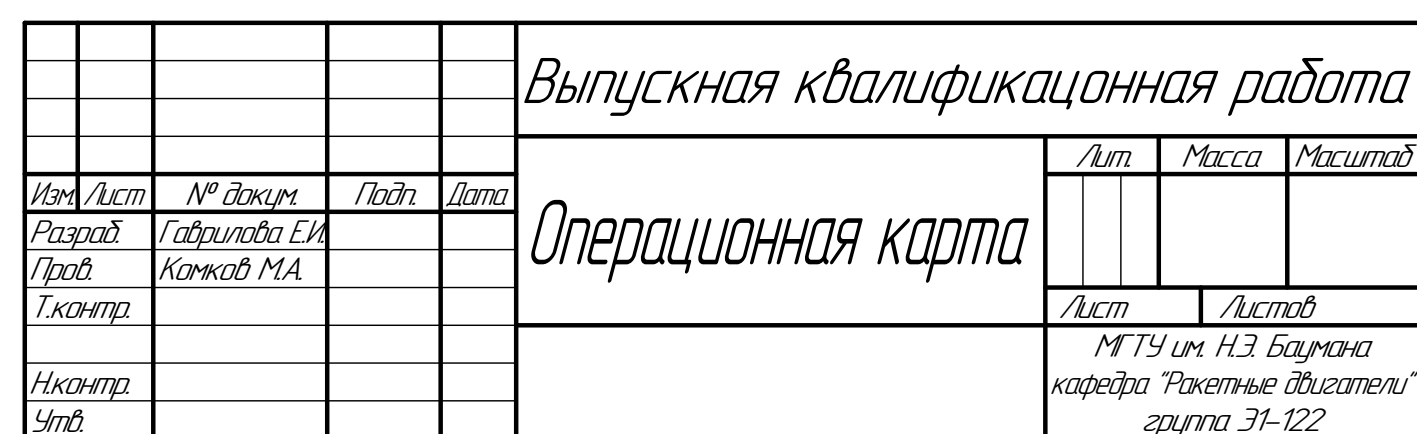 Выпускная квалификацонная работа
Лит. Масса Масштаб
Изм. Лист № докум. Подп. Дата
Операционная карта
Разраб. Гаврилова Е.И.
Пров. Комков М.А.
Т.контр.
Лист Листов
МГТУ им. Н.Э. Баумана
Н.контр.
кафедра "Ракетные двигатели"
Утв.
группа Э1-122